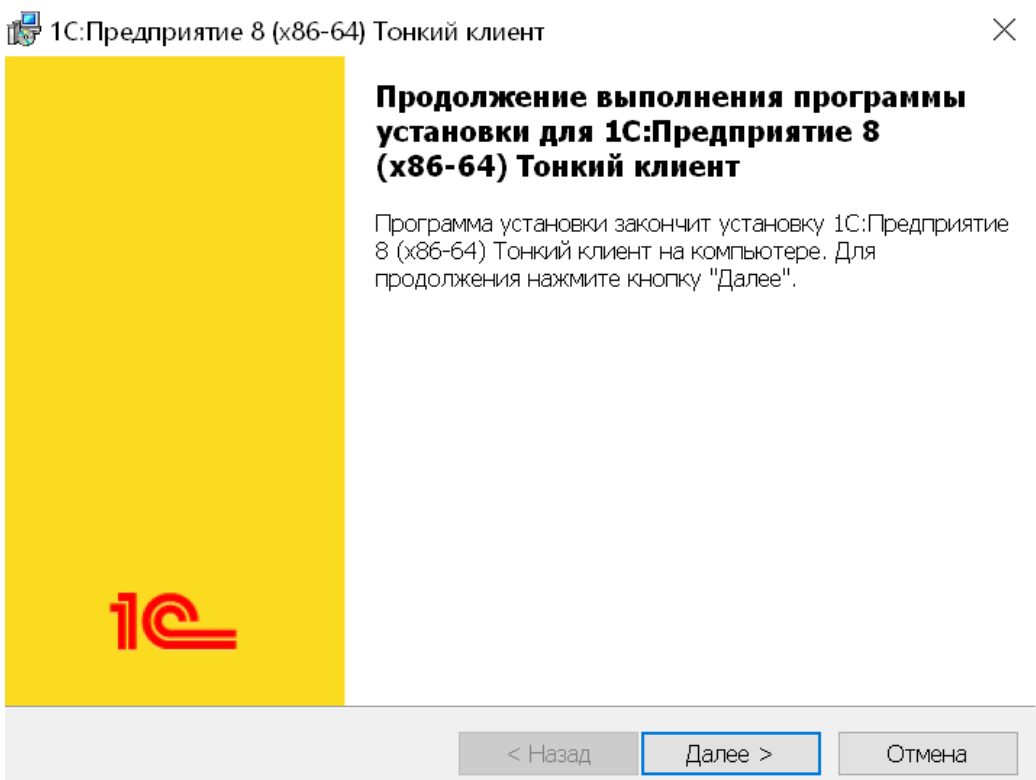 1С:Предприятие 8 (x86-64) Тонкий клиент
Продолжение выполнения программы
установки для 1С:Предприятие 8
(x86-64) Тонкий клиент
Программа установки закончит установку 1С:Предприятие
8 (x86-64) Тонкий клиент на компьютере. Для
продолжения нажмите кнопку "Далее".
1С
< Назад
Далее >
Отмена